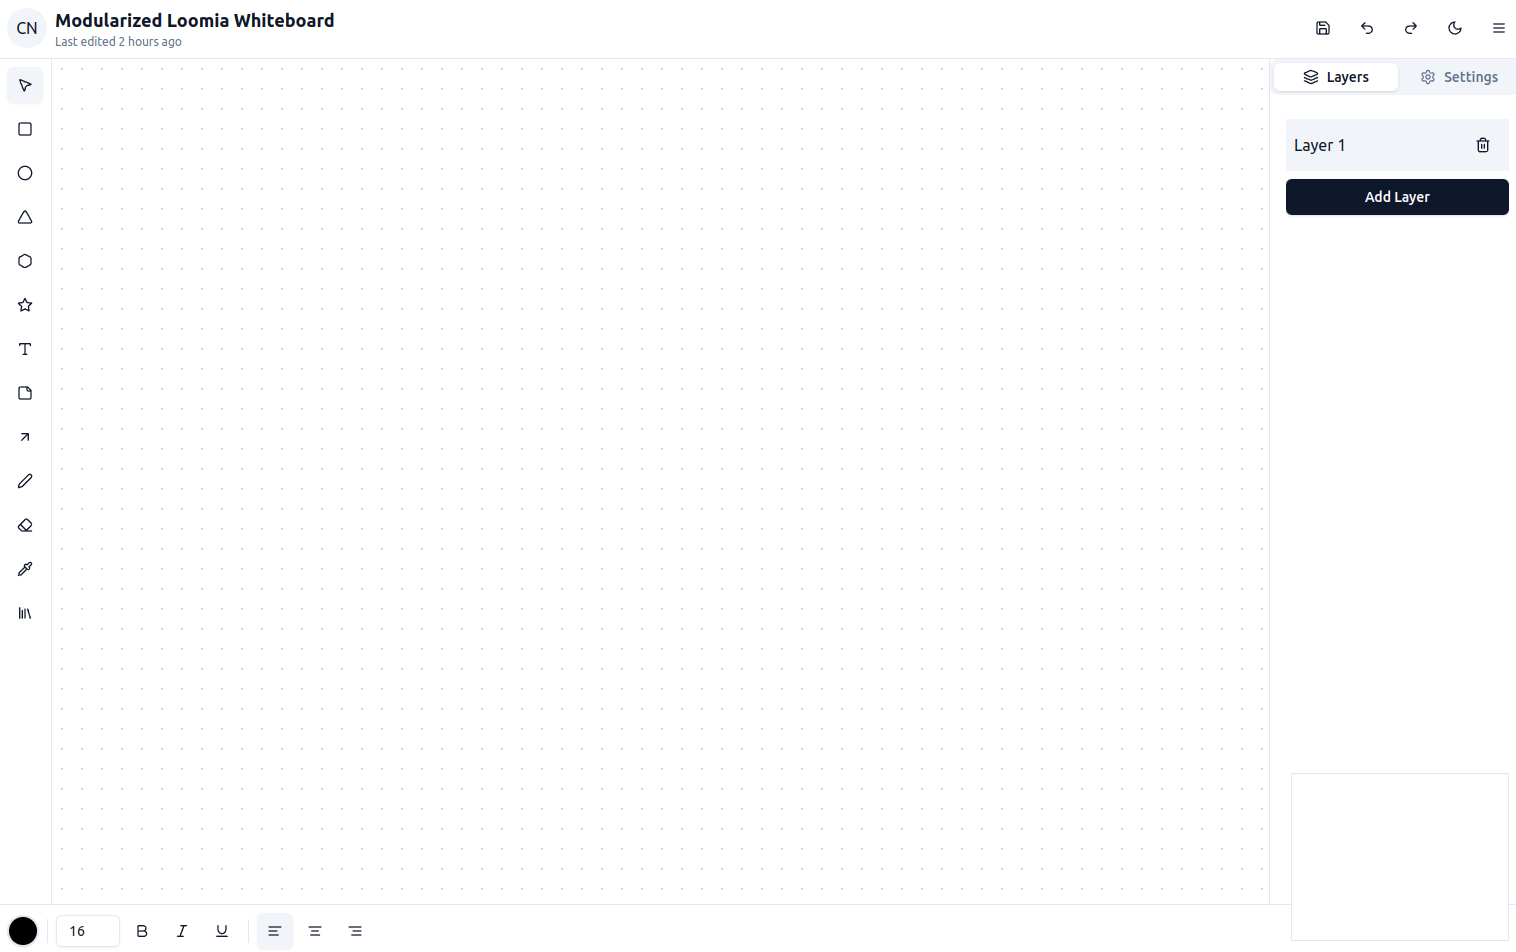 CN
Modularized Loomia Whiteboard
Last edited 2 hours ago
Layers
Settings
Layer 1
Add Layer
16